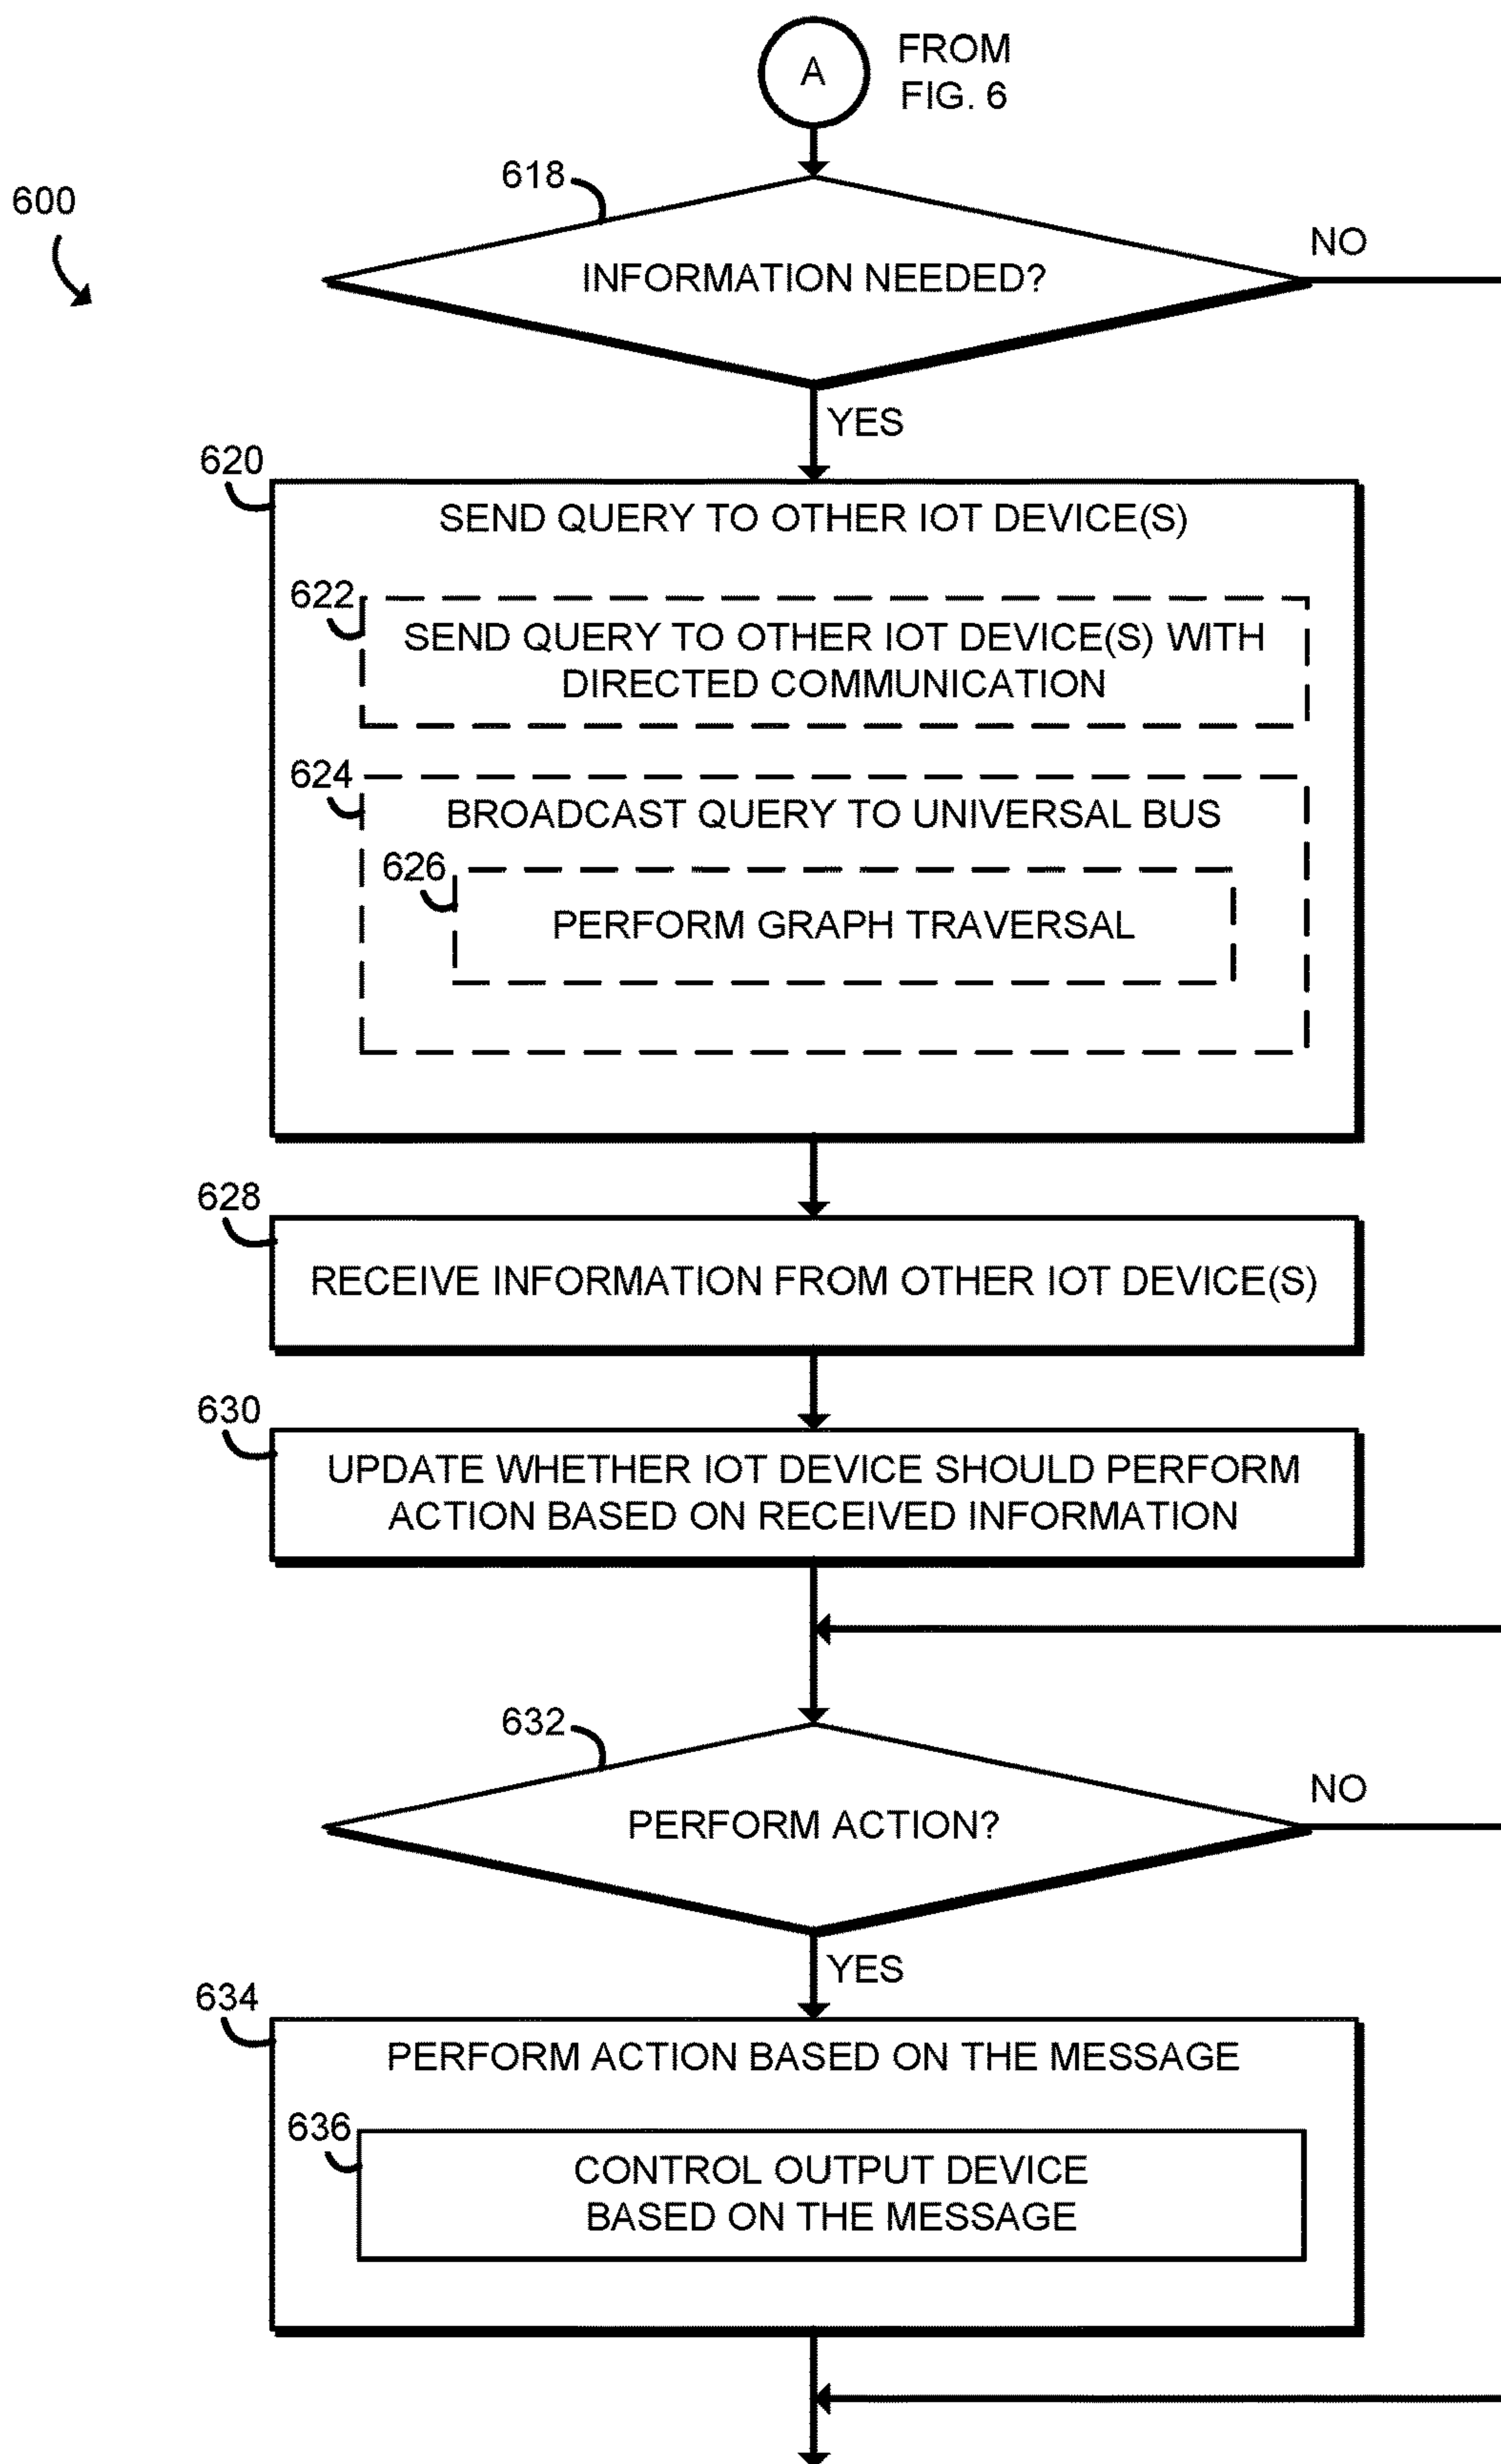 A
FROM
FIG. 6
600
618
INFORMATION NEEDED?
NO
YES
620
SEND QUERY TO OTHER IOT DEVICE(S)
622
SEND QUERY TO OTHER IOT DEVICE(S) WITH
DIRECTED COMMUNICATION
624
BROADCAST QUERY TO UNIVERSAL BUS
626
PERFORM GRAPH TRAVERSAL
628
RECEIVE INFORMATION FROM OTHER IOT DEVICE(S)
630
UPDATE WHETHER IOT DEVICE SHOULD PERFORM
ACTION BASED ON RECEIVED INFORMATION
632
PERFORM ACTION?
NO
YES
634
PERFORM ACTION BASED ON THE MESSAGE
636
CONTROL OUTPUT DEVICE
BASED ON THE MESSAGE